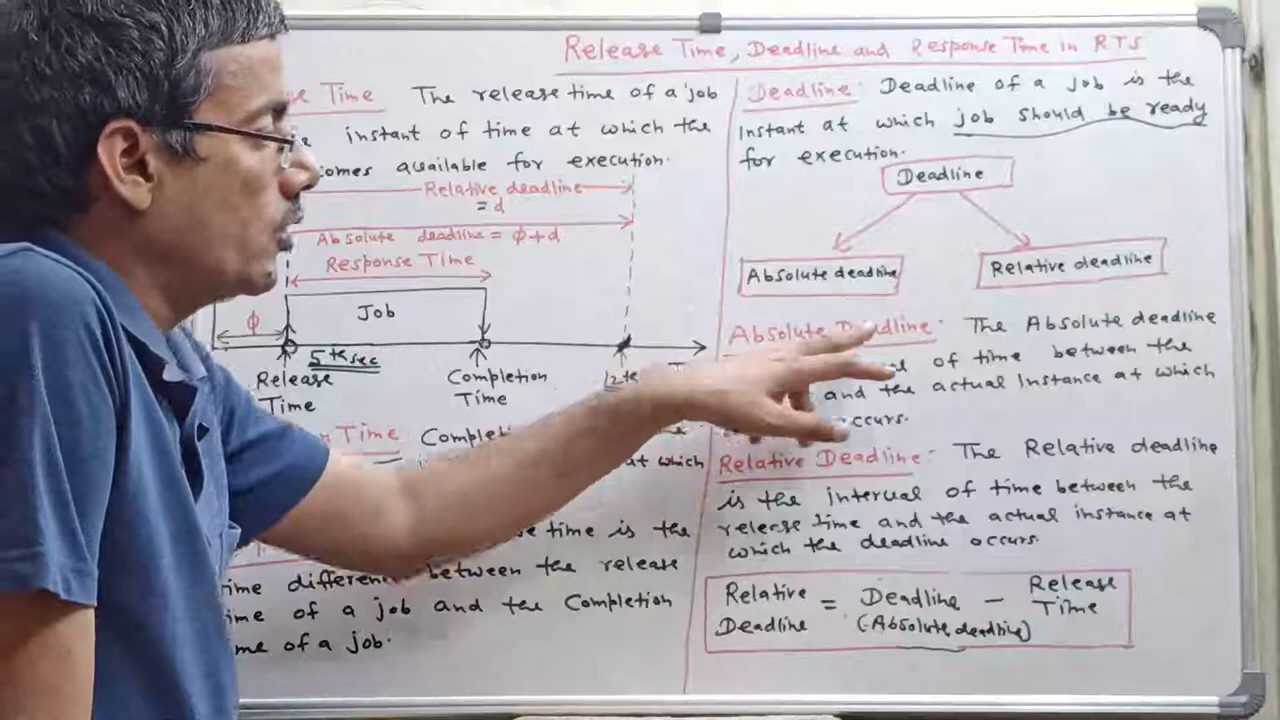 Release Time, Deadline and Response Time in RTS
Time The release time of a job
instant of time at which the
comes available for execution.
Relative deadline
= d
Absolute deadline = φ+d
Response Time
Job
φ
5th sec
Release
Time
Completion
Time
Time
at which
time is the
time between the release
time of a job and the Completion
of a job.
Deadline: Deadline of a job is the
instant at which job should be ready
for execution.
Deadline
Absolute deadline
Relative deadline
Absolute Deadline: The Absolute deadline
of time between the
and the actual Instance at which
occurs.
Relative Deadline: The Relative deadline
is the interval of time between the
release time and the actual instance at
which the deadline occurs.
Relative
Deadline
=
Deadline
(Absolute deadline)
-
Release
Time